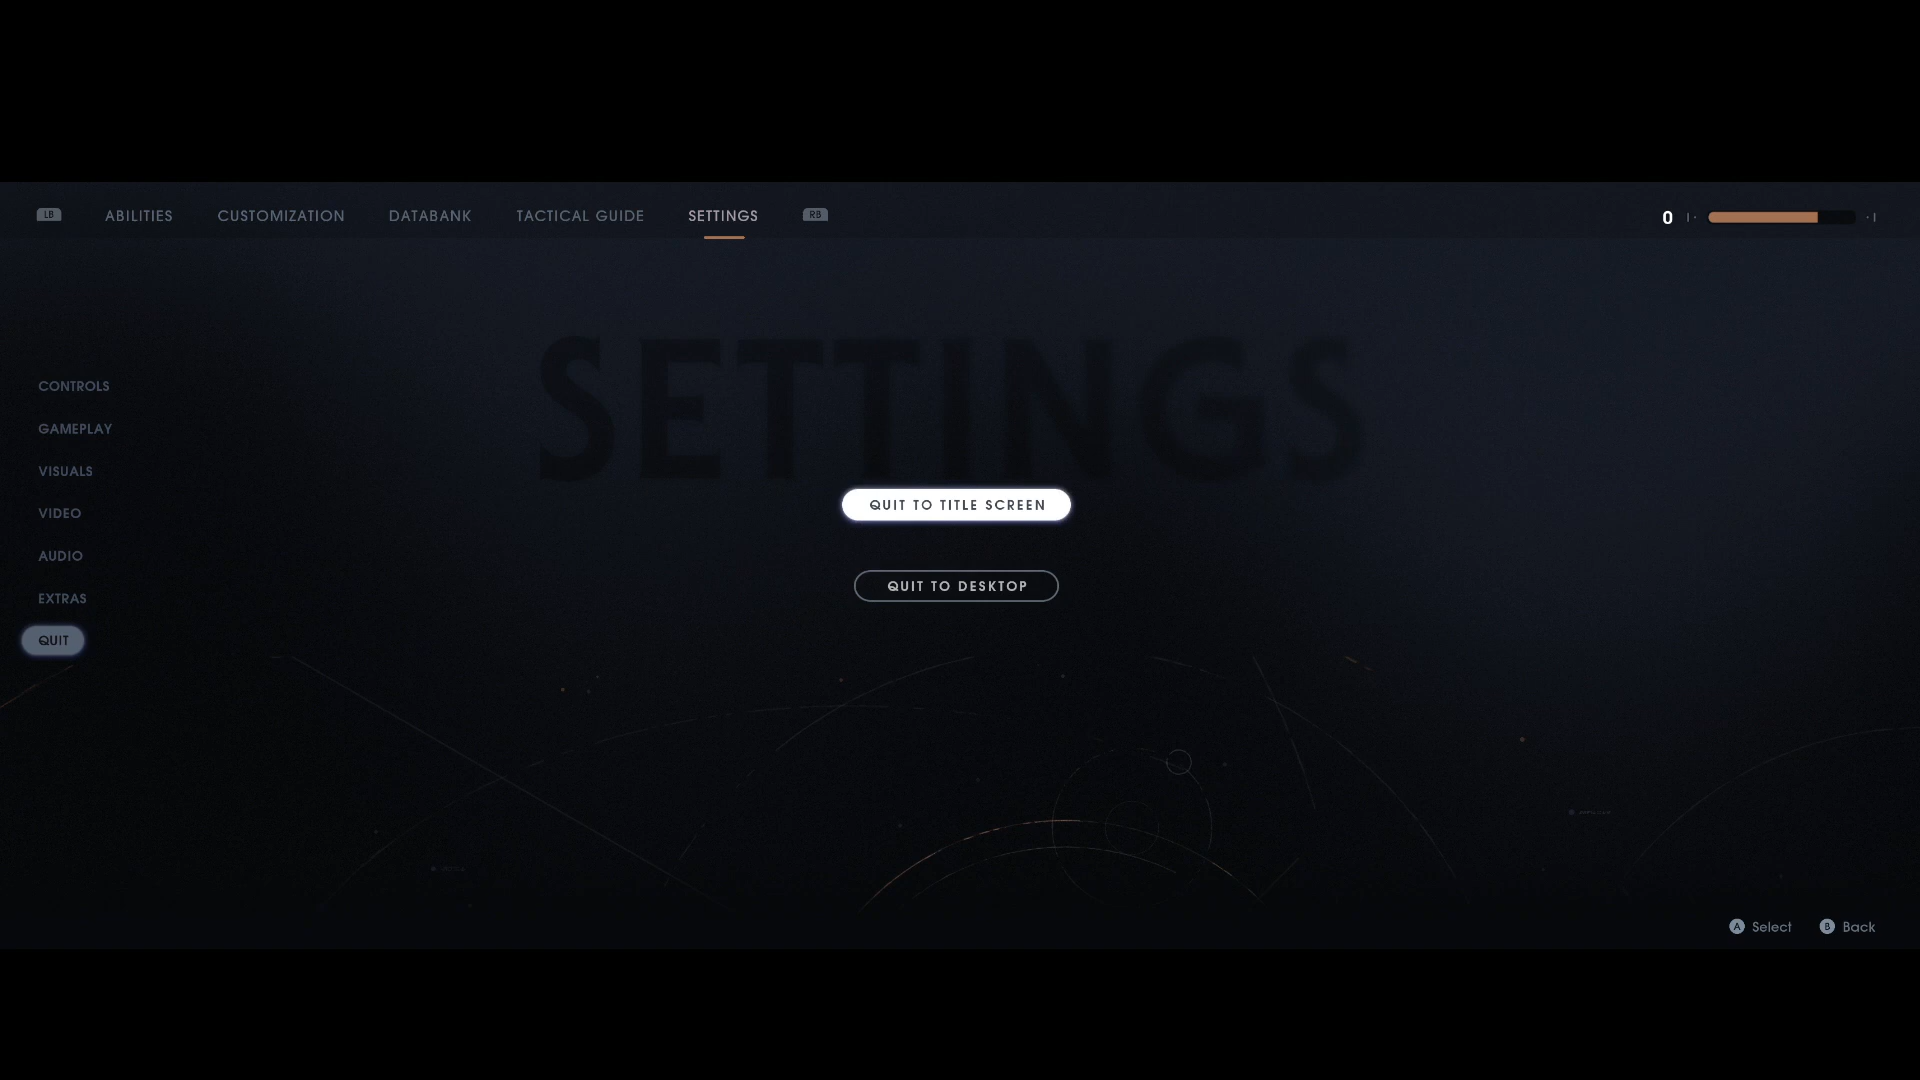 LB ABILITIES CUSTOMIZATION DATABANK TACTICAL GUIDE SETTINGS RB 0
SETTINGS
CONTROLS
GAMEPLAY
VISUALS
VIDEO
AUDIO
EXTRAS
QUIT
QUIT TO TITLE SCREEN
QUIT TO DESKTOP
A Select B Back